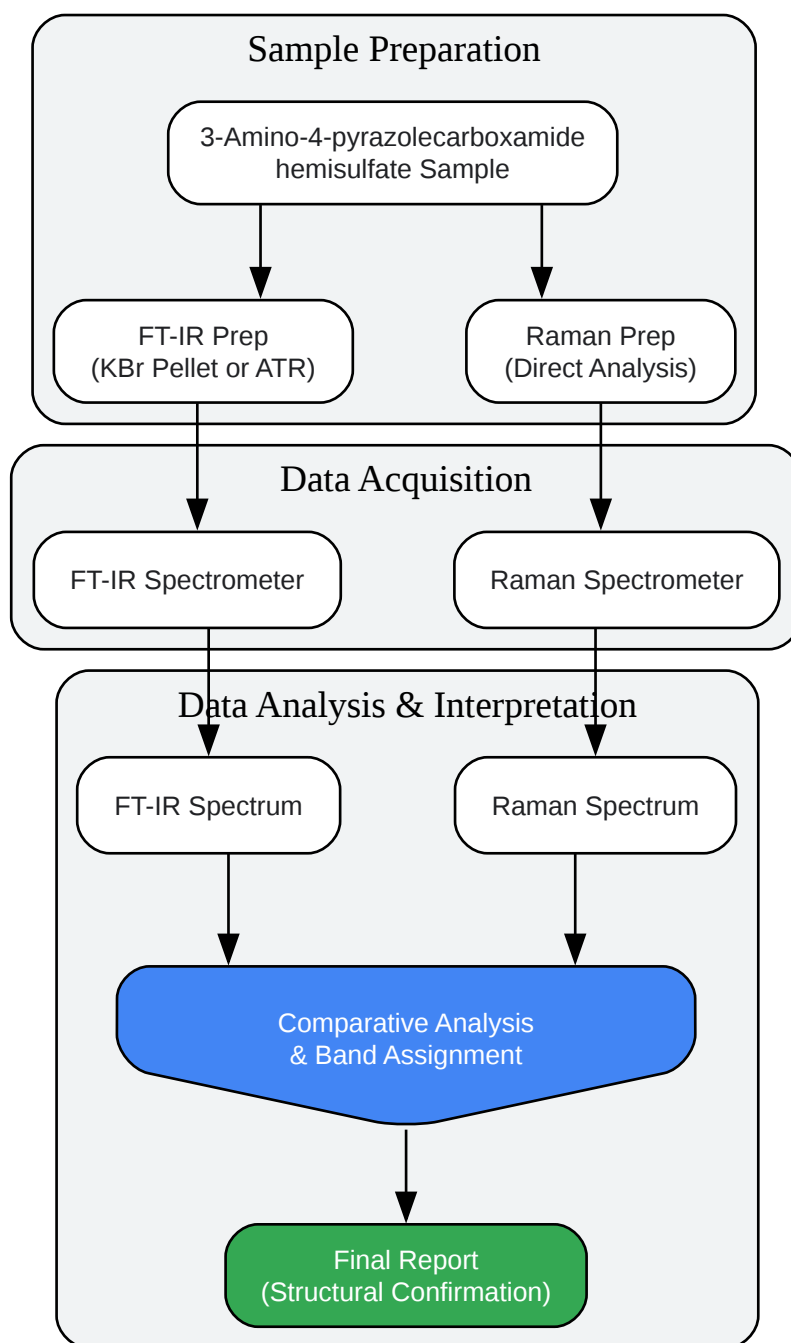 Sample Preparation
3-Amino-4-pyrazolecarboxamide
hemisulfate Sample
FT-IR Prep
(KBr Pellet or ATR)
Raman Prep
(Direct Analysis)
Data Acquisition
FT-IR Spectrometer
Raman Spectrometer
Data Analysis & Interpretation
FT-IR Spectrum
Raman Spectrum
Comparative Analysis
& Band Assignment
Final Report
(Structural Confirmation)